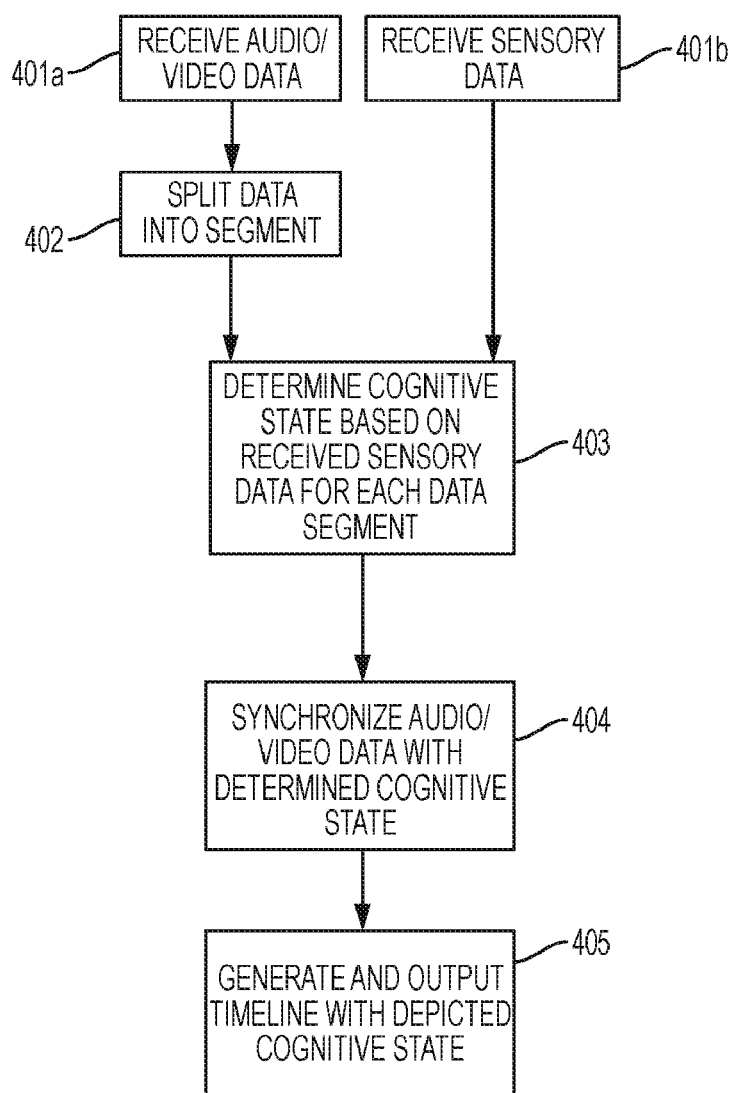 RECEIVE AUDIO/
VIDEO DATA
401a
RECEIVE SENSORY
DATA
401b
SPLIT DATA
INTO SEGMENT
402
DETERMINE COGNITIVE
STATE BASED ON
RECEIVED SENSORY
DATA FOR EACH DATA
SEGMENT
403
SYNCHRONIZE AUDIO/
VIDEO DATA WITH
DETERMINED COGNITIVE
STATE
404
GENERATE AND OUTPUT
TIMELINE WITH DEPICTED
COGNITIVE STATE
405